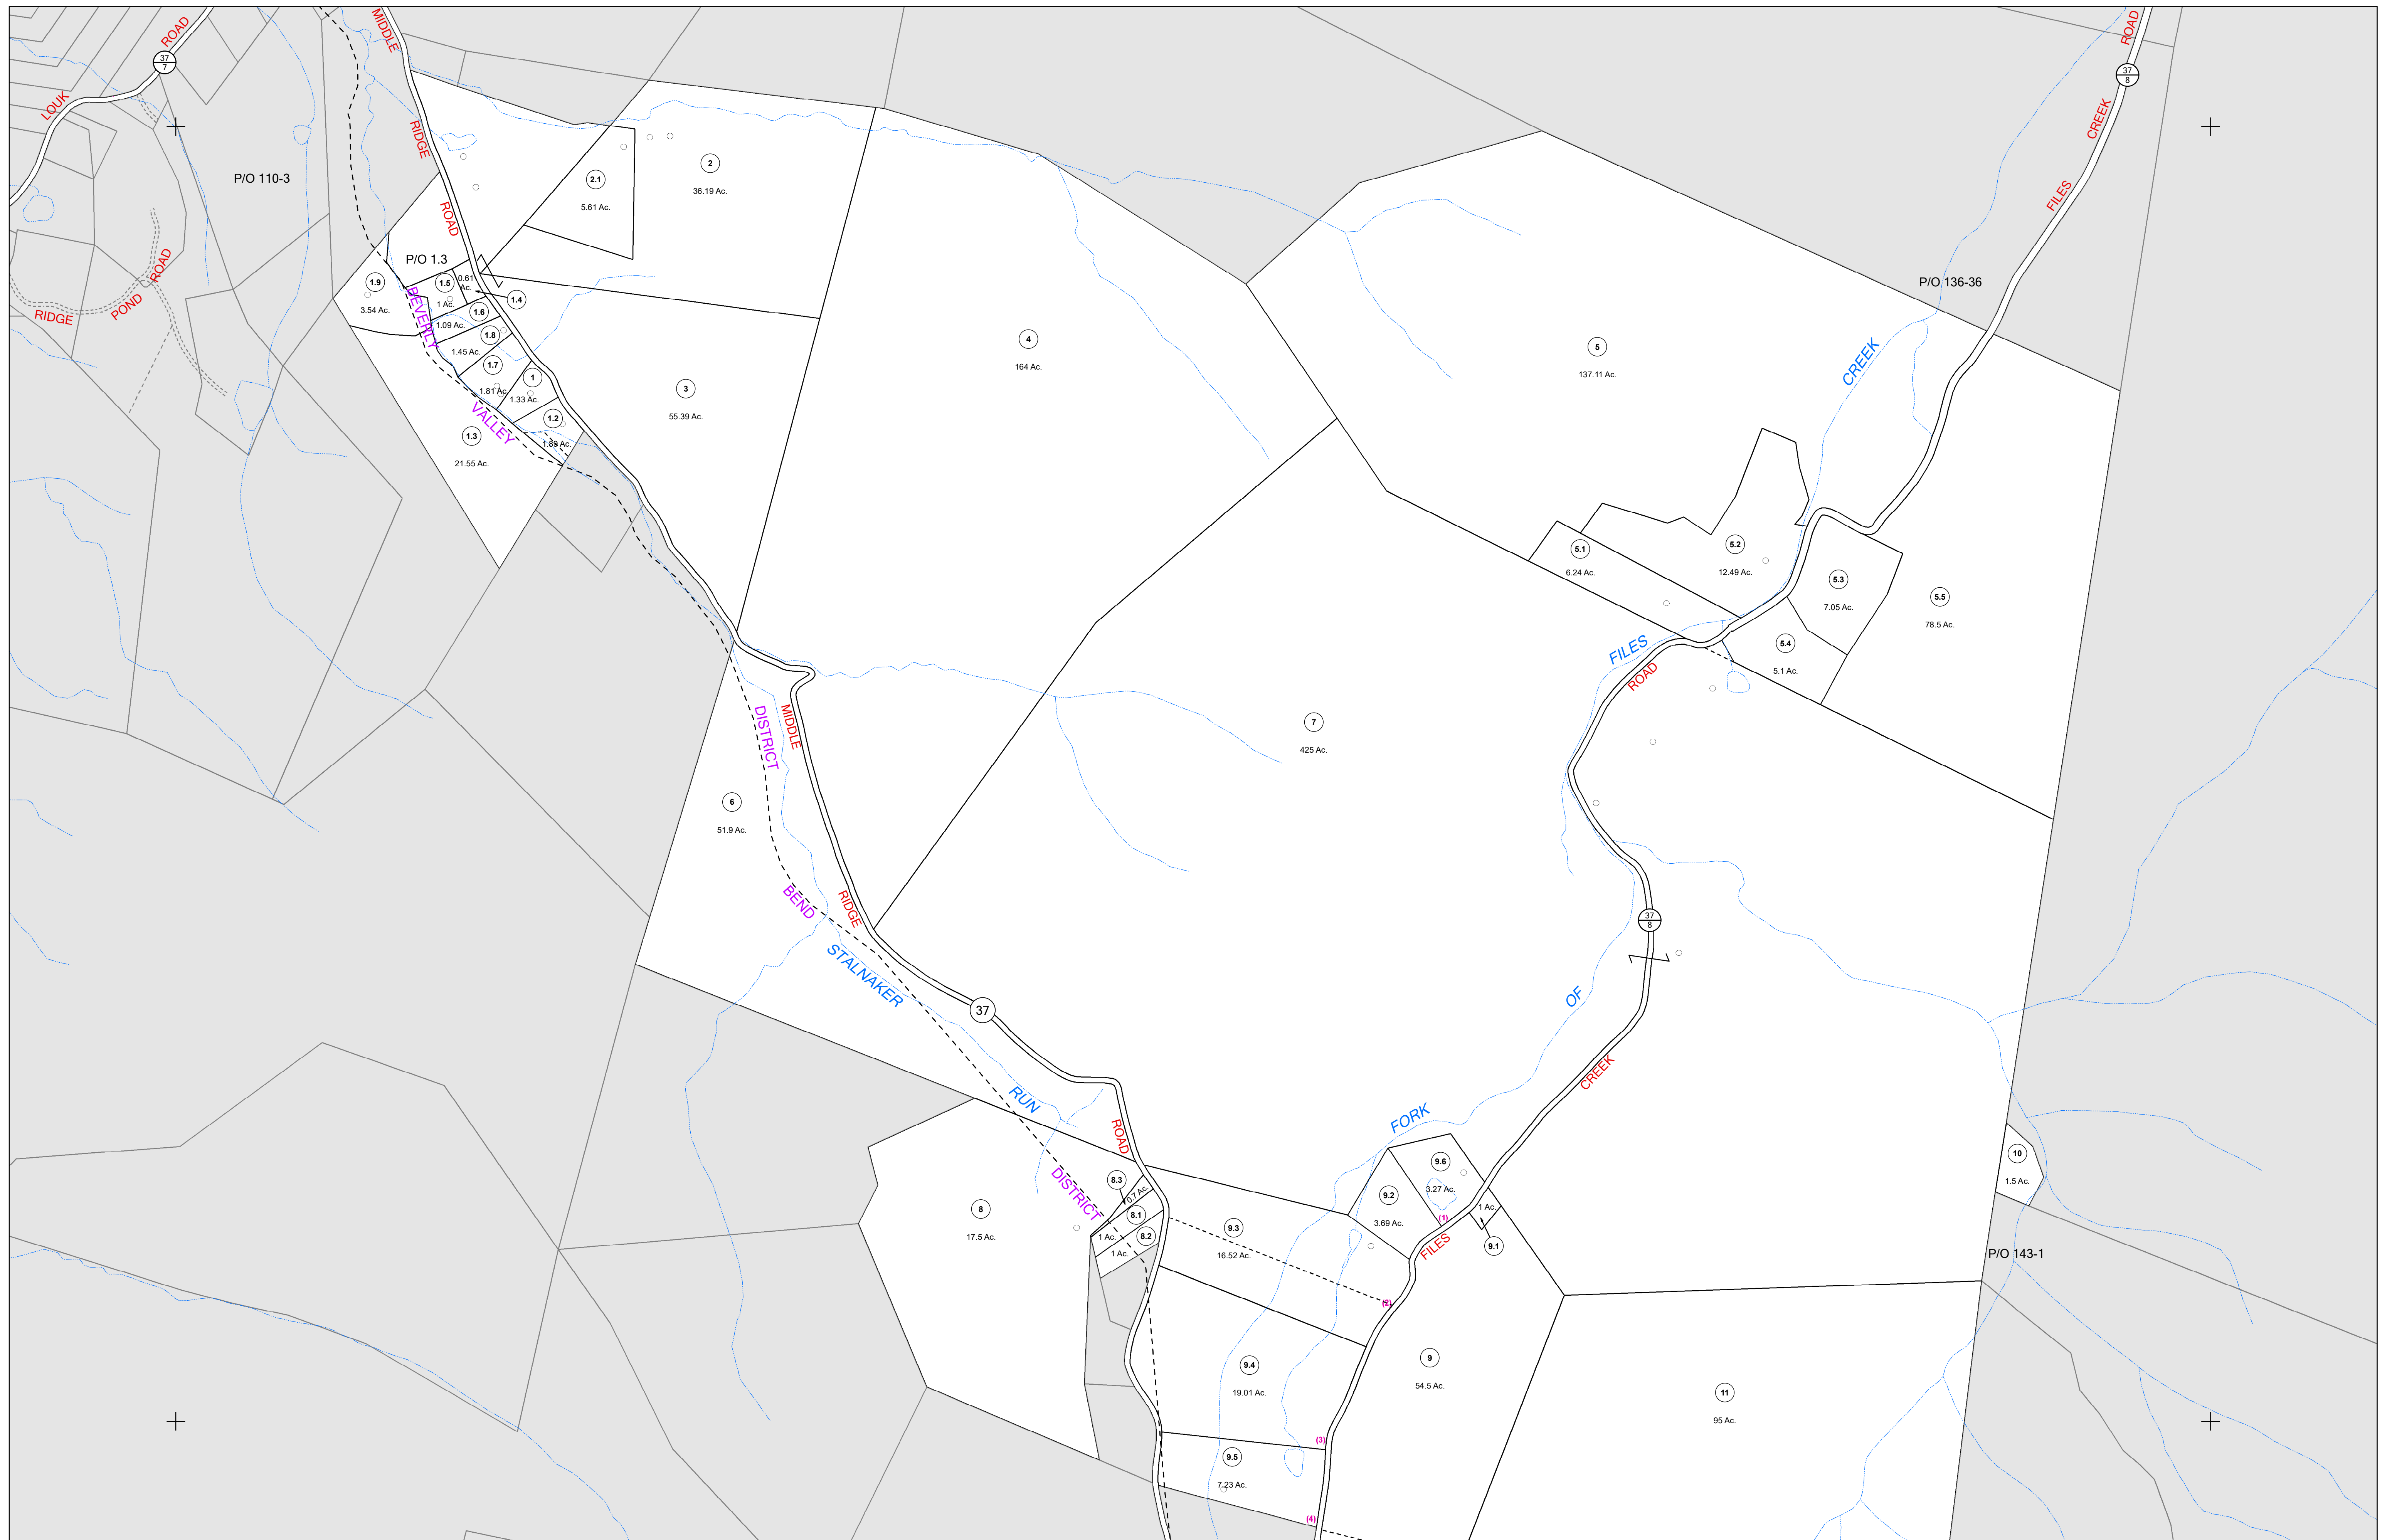 ROAD
37
7
LOUK
P/O 110-3
RIDGE
POND
ROAD
MIDDLE
RIDGE
ROAD
2
36.19 Ac.
2.1
5.61 Ac.
P/O 1.3
1.9
3.54 Ac.
1.5
1 Ac.
0.61
Ac.
1.4
1.6
1.09 Ac.
1.8
1.45 Ac.
1.7
1.81 Ac.
1
1.33 Ac.
1.2
1.89 Ac.
1.3
21.55 Ac.
BEVERLY
VALLEY
3
55.39 Ac.
4
164 Ac.
5
137.11 Ac.
ROAD
37
8
CREEK
FILES
P/O 136-36
CREEK
5.1
6.24 Ac.
5.2
12.49 Ac.
5.3
7.05 Ac.
5.5
78.5 Ac.
5.4
5.1 Ac.
FILES
ROAD
7
425 Ac.
DISTRICT
MIDDLE
6
51.9 Ac.
BEND
RIDGE
STALNAKER
37
37
8
OF
CREEK
RUN
FORK
ROAD
DISTRICT
8
17.5 Ac.
8.3
0.7 Ac.
8.1
1 Ac.
8.2
1 Ac.
9.3
16.52 Ac.
9.2
3.69 Ac.
9.6
3.27 Ac.
(1)
1 Ac.
9.1
FILES
(2)
10
1.5 Ac.
P/O 143-1
9.4
19.01 Ac.
9
54.5 Ac.
11
95 Ac.
(3)
9.5
7.23 Ac.
(4)